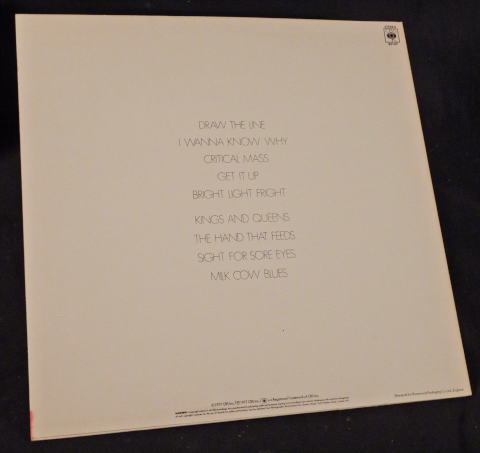 DRAW THE LINE
I WANNA KNOW WHY
CRITICAL MASS
GET IT UP
BRIGHT LIGHT FRIGHT
KINGS AND QUEENS
THE HAND THAT FEEDS
SIGHT FOR SORE EYES
MILK COW BLUES